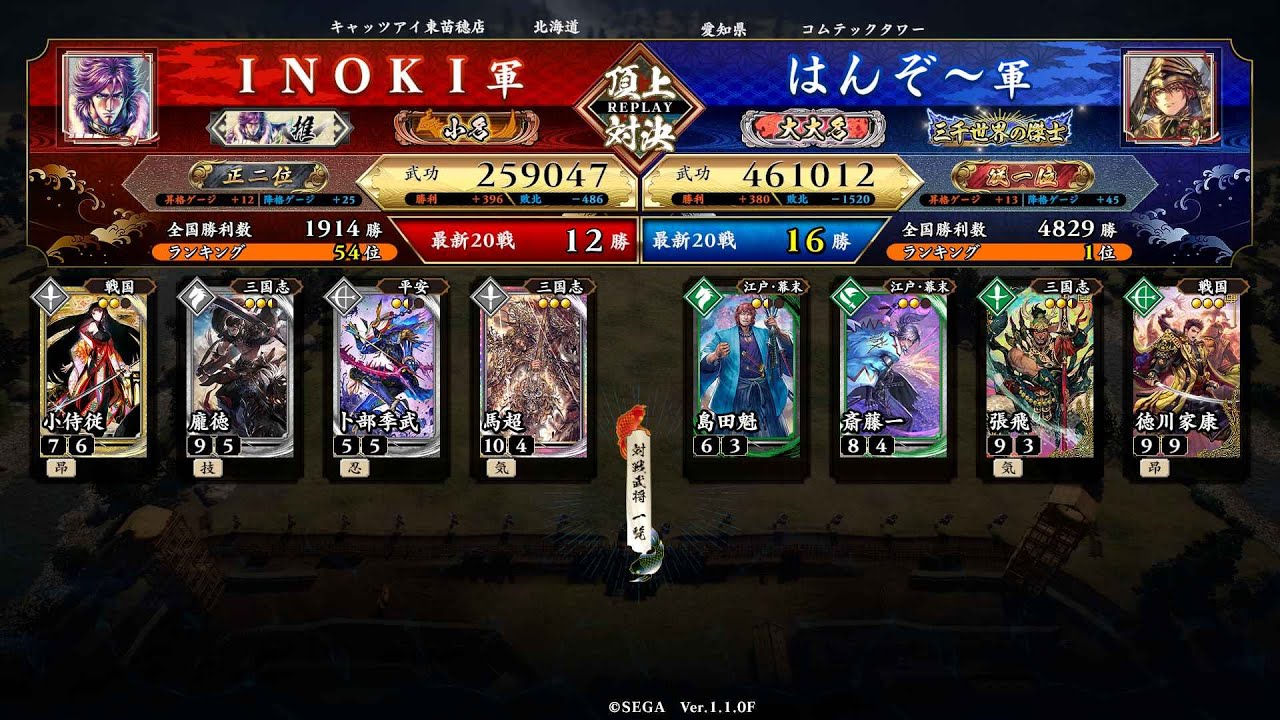 キャッツアイ東苗穂店 北海道
愛知県 コムテックタワー
INOKI軍
頂上
REPLAY
対決
はんぞ～軍
推
小名
大大名
三千世界の傑士
正二位
武功 259047
勝利 +396 敗北 -486
昇格ゲージ +12 降格ゲージ +25
武功 461012
勝利 +380 敗北 -1520
従一位
昇格ゲージ +13 降格ゲージ +45
全国勝利数 1914勝
ランキング 54位
最新20戦 12勝
最新20戦 16勝
全国勝利数 4829勝
ランキング 1位
戦国
小侍従
7 6
昴
三国志
龐徳
9 5
技
平安
卜部季武
5 5
忍
三国志
馬超
10 4
気
対戦武将一覧
江戸・幕末
島田魁
6 3
江戸・幕末
斎藤一
8 4
三国志
張飛
9 3
気
戦国
徳川家康
9 9
昴
©SEGA Ver.1.1.0F